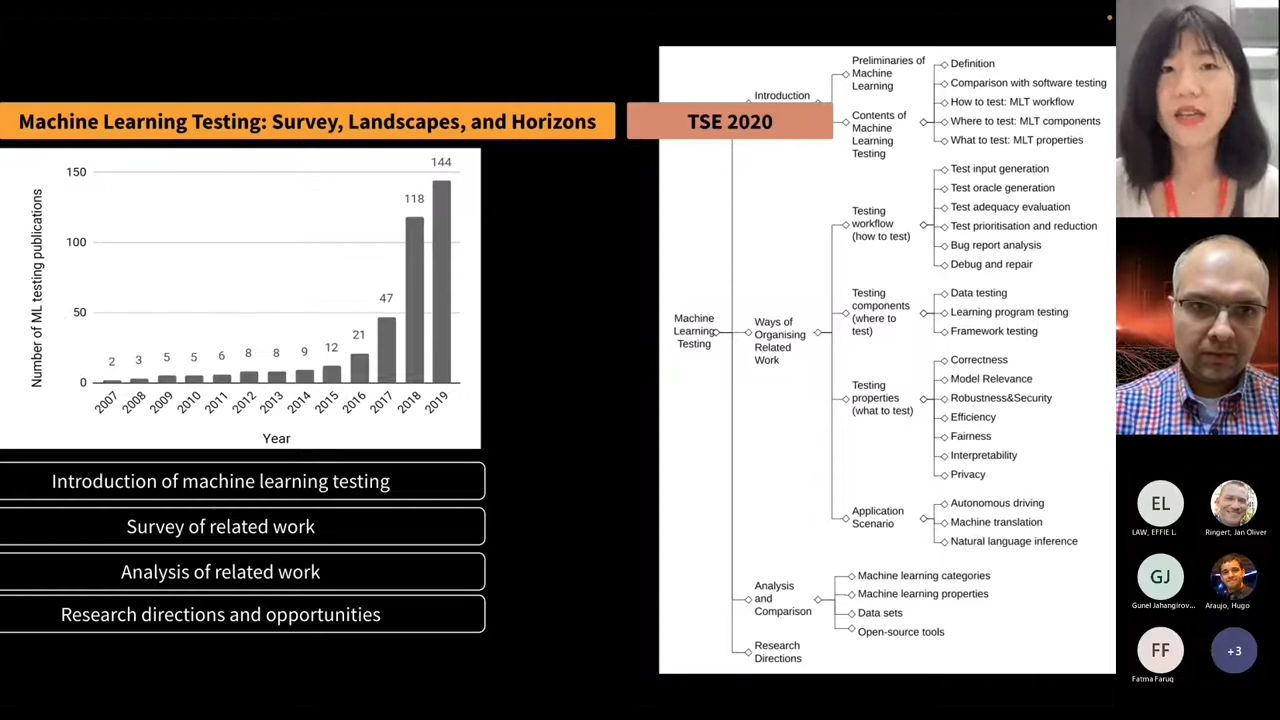 Machine Learning Testing: Survey, Landscapes, and Horizons
TSE 2020
Number of ML testing publications
150
100
50
0
2
3
5
5
6
8
8
9
12
21
47
118
144
2007
2008
2009
2010
2011
2012
2013
2014
2015
2016
2017
2018
2019
Year
Introduction of machine learning testing
Survey of related work
Analysis of related work
Research directions and opportunities
Machine
Learning
Testing
Introduction
Preliminaries of
Machine
Learning
Definition
Comparison with software testing
Contents of
Machine
Learning
Testing
How to test: MLT workflow
Where to test: MLT components
What to test: MLT properties
Ways of
Organising
Related
Work
Testing
workflow
(how to test)
Test input generation
Test oracle generation
Test adequacy evaluation
Test prioritisation and reduction
Bug report analysis
Debug and repair
Testing
components
(where to
test)
Data testing
Learning program testing
Framework testing
Testing
properties
(what to test)
Correctness
Model Relevance
Robustness&Security
Efficiency
Fairness
Interpretability
Privacy
Application
Scenario
Autonomous driving
Machine translation
Natural language inference
Analysis
and
Comparison
Machine learning categories
Machine learning properties
Data sets
Open-source tools
Research
Directions
EL
LAW, EFFIE L.
Ringert, Jan Oliver
GJ
Gunel Jahangirov...
Araujo, Hugo
FF
Fatma Faruq
+3